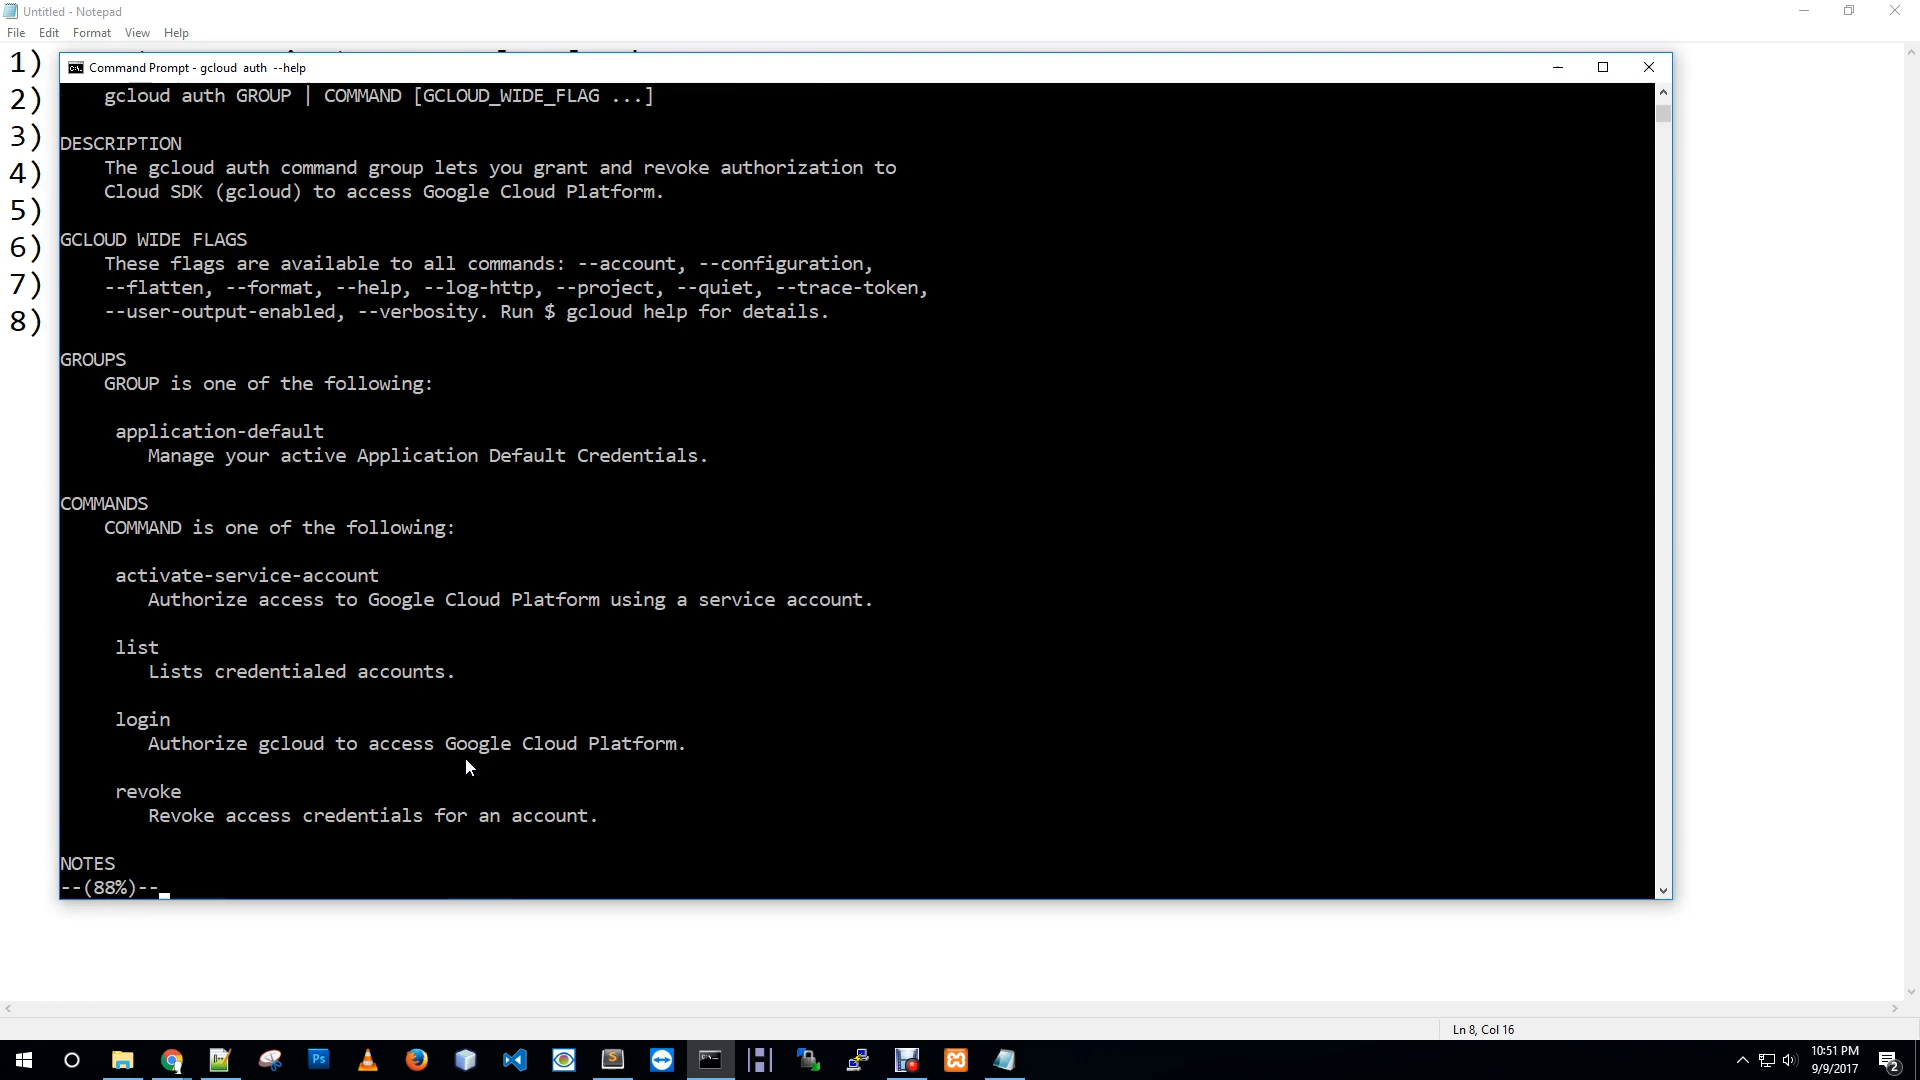 Untitled - Notepad
File Edit Format View Help
1)
2)
3)
4)
5)
6)
7)
8)
Command Prompt - gcloud auth --help
gcloud auth GROUP | COMMAND [GCLOUD_WIDE_FLAG ...]
DESCRIPTION
The gcloud auth command group lets you grant and revoke authorization to
Cloud SDK (gcloud) to access Google Cloud Platform.
GCLOUD WIDE FLAGS
These flags are available to all commands: --account, --configuration,
--flatten, --format, --help, --log-http, --project, --quiet, --trace-token,
--user-output-enabled, --verbosity. Run $ gcloud help for details.
GROUPS
GROUP is one of the following:
application-default
Manage your active Application Default Credentials.
COMMANDS
COMMAND is one of the following:
activate-service-account
Authorize access to Google Cloud Platform using a service account.
list
Lists credentialed accounts.
login
Authorize gcloud to access Google Cloud Platform.
revoke
Revoke access credentials for an account.
NOTES
--(88%)--
Ln 8, Col 16
10:51 PM
9/9/2017
2